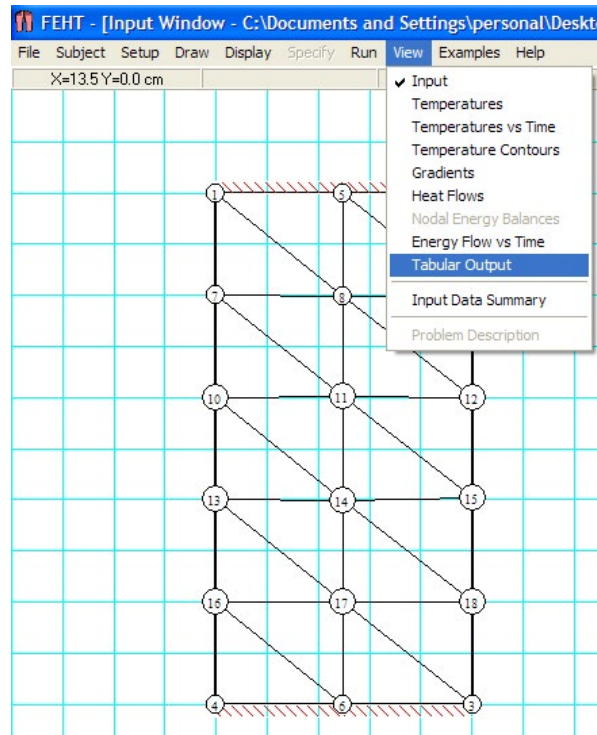 FEHT - [Input Window - C:\Documents and Settings\personal\Deskt
File Subject Setup Draw Display Specify Run View Examples Help
X=13.5 Y=0.0 cm
Input
Temperatures
Temperatures vs Time
Temperature Contours
Gradients
Heat Flows
Nodal Energy Balances
Energy Flow vs Time
Tabular Output
Input Data Summary
Problem Description
1 5
7 8
10 11 12
13 14 15
16 17 18
4 6 3